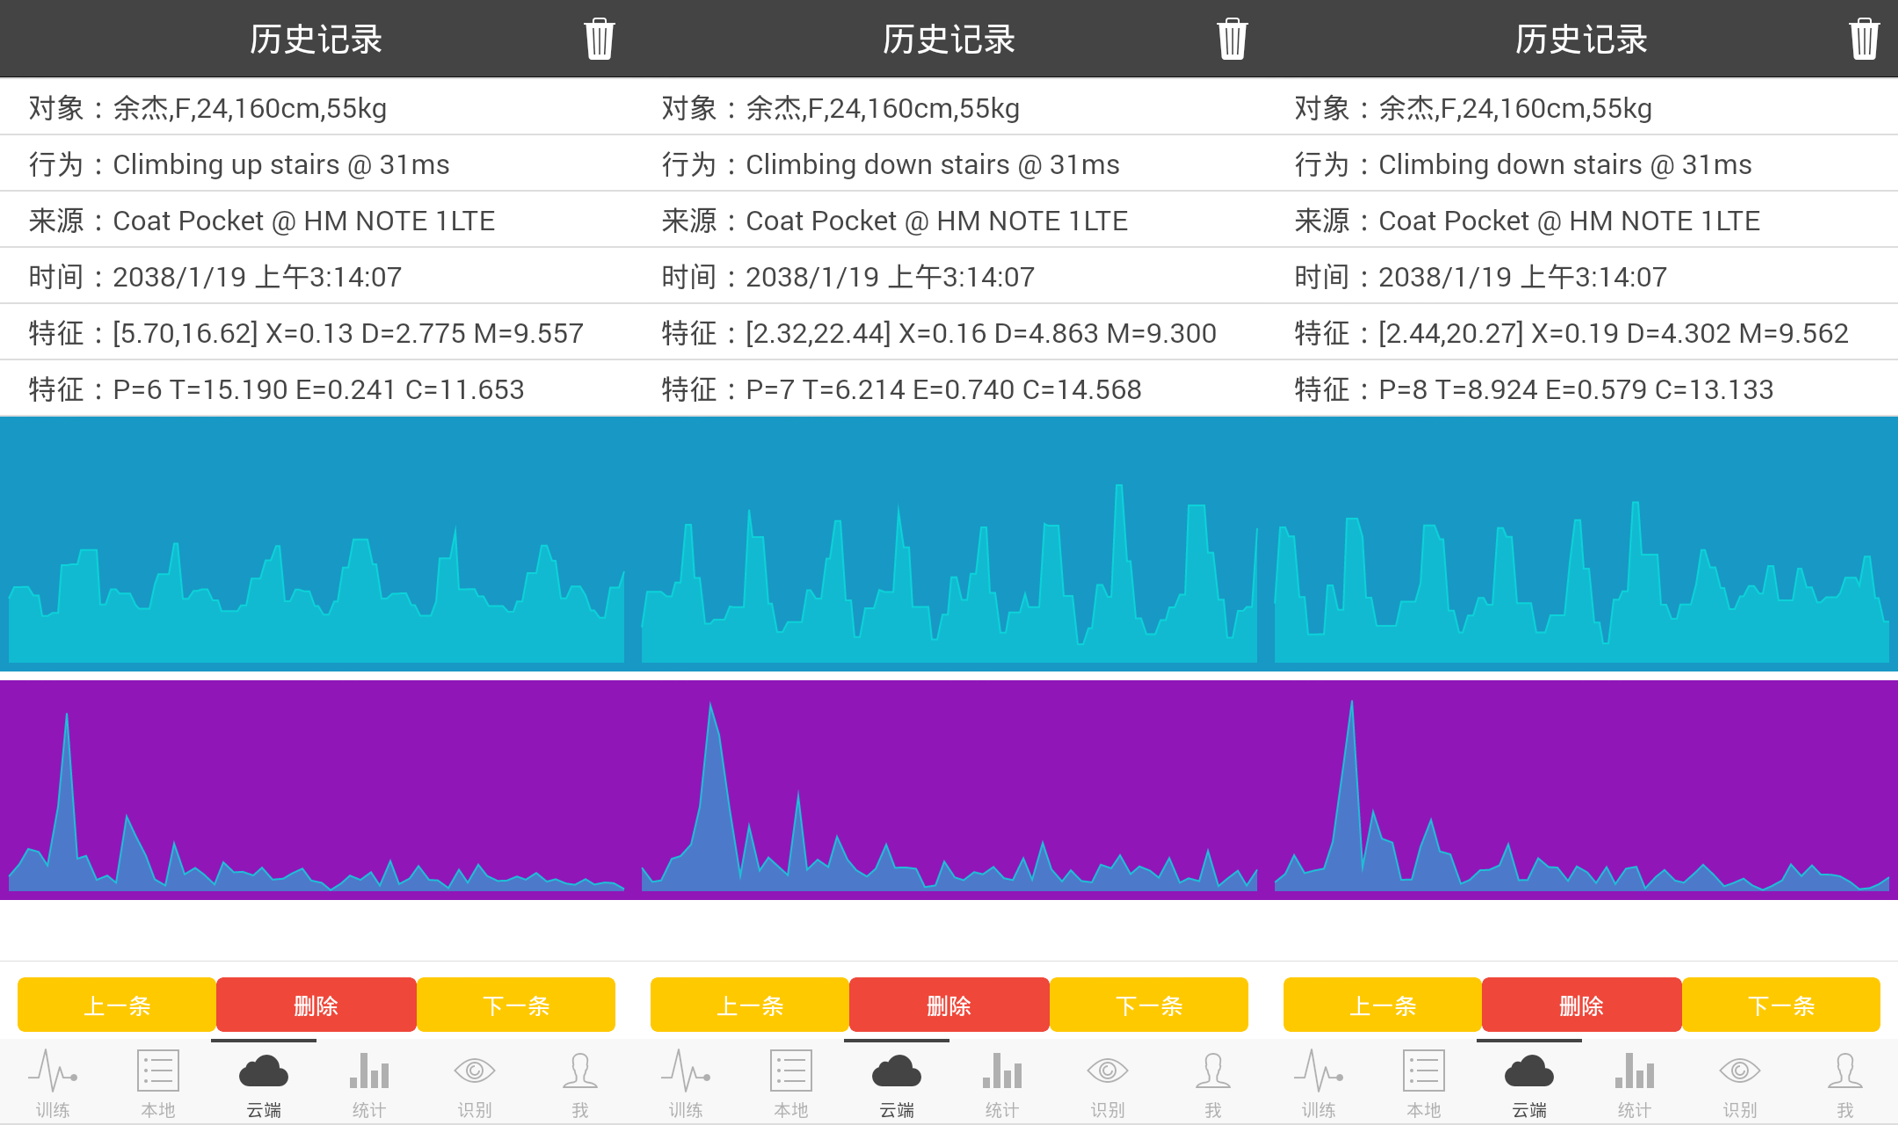 历史记录
对象：余杰,F,24,160cm,55kg
行为：Climbing up stairs @ 31ms
来源：Coat Pocket @ HM NOTE 1LTE
时间：2038/1/19 上午3:14:07
特征：[5.70,16.62] X=0.13 D=2.775 M=9.557
特征：P=6 T=15.190 E=0.241 C=11.653
上一条
删除
下一条
训练
本地
云端
统计
识别
我
历史记录
对象：余杰,F,24,160cm,55kg
行为：Climbing down stairs @ 31ms
来源：Coat Pocket @ HM NOTE 1LTE
时间：2038/1/19 上午3:14:07
特征：[2.32,22.44] X=0.16 D=4.863 M=9.300
特征：P=7 T=6.214 E=0.740 C=14.568
上一条
删除
下一条
训练
本地
云端
统计
识别
我
历史记录
对象：余杰,F,24,160cm,55kg
行为：Climbing down stairs @ 31ms
来源：Coat Pocket @ HM NOTE 1LTE
时间：2038/1/19 上午3:14:07
特征：[2.44,20.27] X=0.19 D=4.302 M=9.562
特征：P=8 T=8.924 E=0.579 C=13.133
上一条
删除
下一条
训练
本地
云端
统计
识别
我